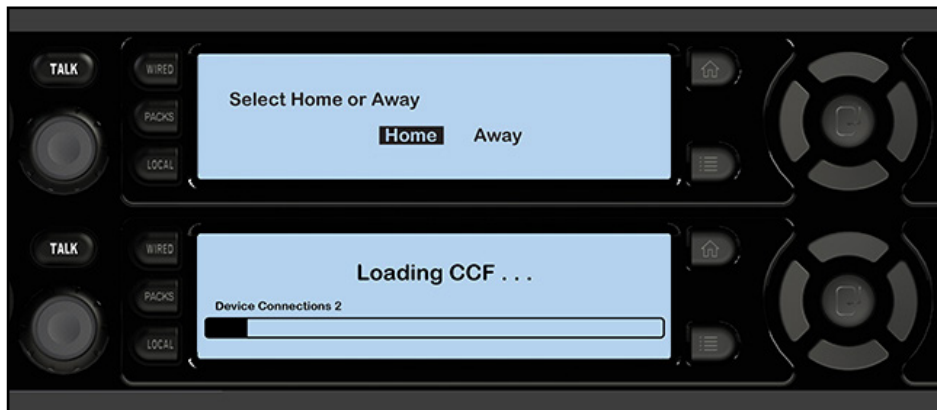 TALK
WIRED
PACKS
LOCAL
Select Home or Away
Home Away
TALK
WIRED
PACKS
LOCAL
Loading CCF . . .
Device Connections 2